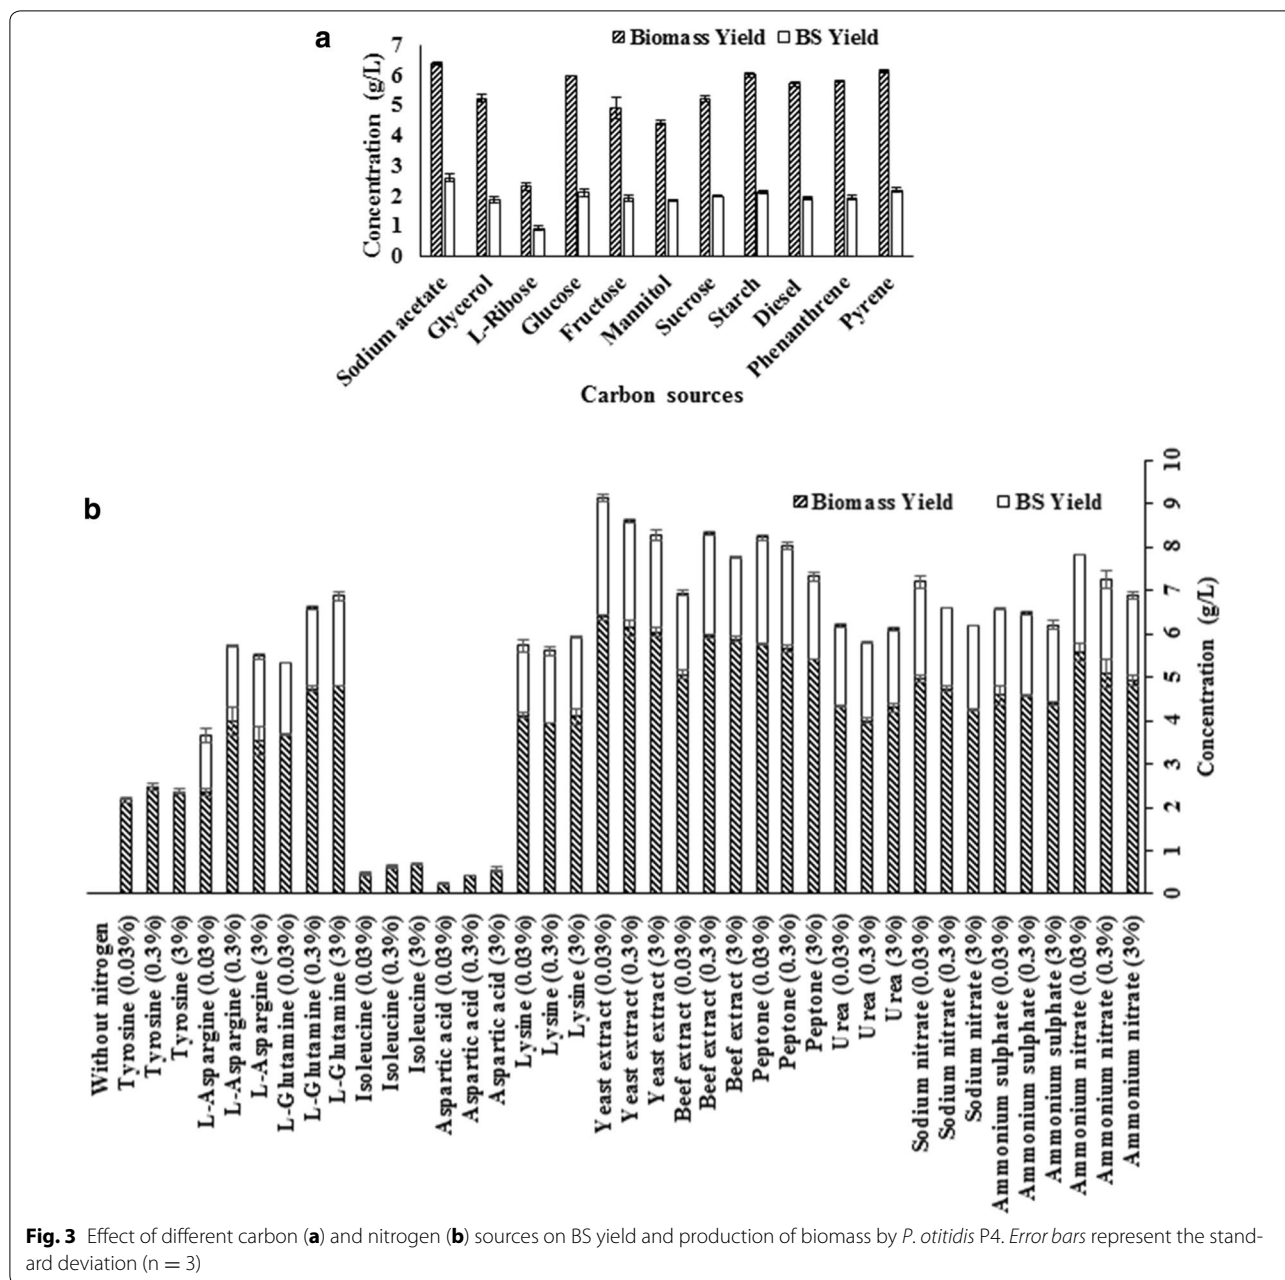 a
Biomass Yield BS Yield
Concentration (g/L)
7
6
5
4
3
2
1
0
Sodium acetate
Glycerol
L-Ribose
Glucose
Fructose
Mannitol
Sucrose
Starch
Diesel
Phenanthrene
Pyrene
Carbon sources
b
Biomass Yield BS Yield
10
9
8
7
6
5
4
3
2
1
0
Concentration (g/L)
Without nitrogen
Tyrosine (0.03%)
Tyrosine (0.3%)
Tyrosine (3%)
L-Aspargine (0.03%)
L-Aspargine (0.3%)
L-Aspargine (3%)
L-Glutamine (0.03%)
L-Glutamine (0.3%)
L-Glutamine (3%)
Isoleucine (0.03%)
Isoleucine (0.3%)
Isoleucine (3%)
Aspartic acid (0.03%)
Aspartic acid (0.3%)
Aspartic acid (3%)
Lysine (0.03%)
Lysine (0.3%)
Lysine (3%)
Yeast extract (0.03%)
Yeast extract (0.3%)
Yeast extract (3%)
Beef extract (0.03%)
Beef extract (0.3%)
Beef extract (3%)
Peptone (0.03%)
Peptone (0.3%)
Peptone (3%)
Urea (0.03%)
Urea (0.3%)
Urea (3%)
Sodium nitrate (0.03%)
Sodium nitrate (0.3%)
Sodium nitrate (3%)
Ammonium sulphate (0.03%)
Ammonium sulphate (0.3%)
Ammonium sulphate (3%)
Ammonium nitrate (0.03%)
Ammonium nitrate (0.3%)
Ammonium nitrate (3%)
Fig. 3 Effect of different carbon (a) and nitrogen (b) sources on BS yield and production of biomass by P. otitidis P4. Error bars represent the stand-
ard deviation (n = 3)